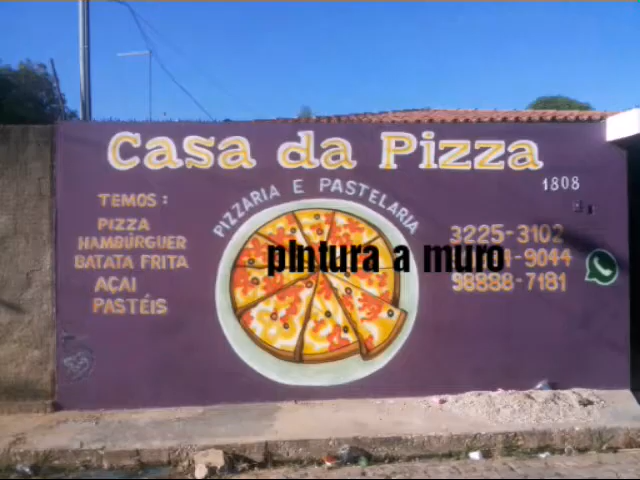 Casa da Pizza
1808
PIZZARIA E PASTELARIA
TEMOS:
PIZZA
HAMBÚRGUER
BATATA FRITA
AÇAI
PASTÉIS
3225-3102
-9044
98888-7181
pintura a muro